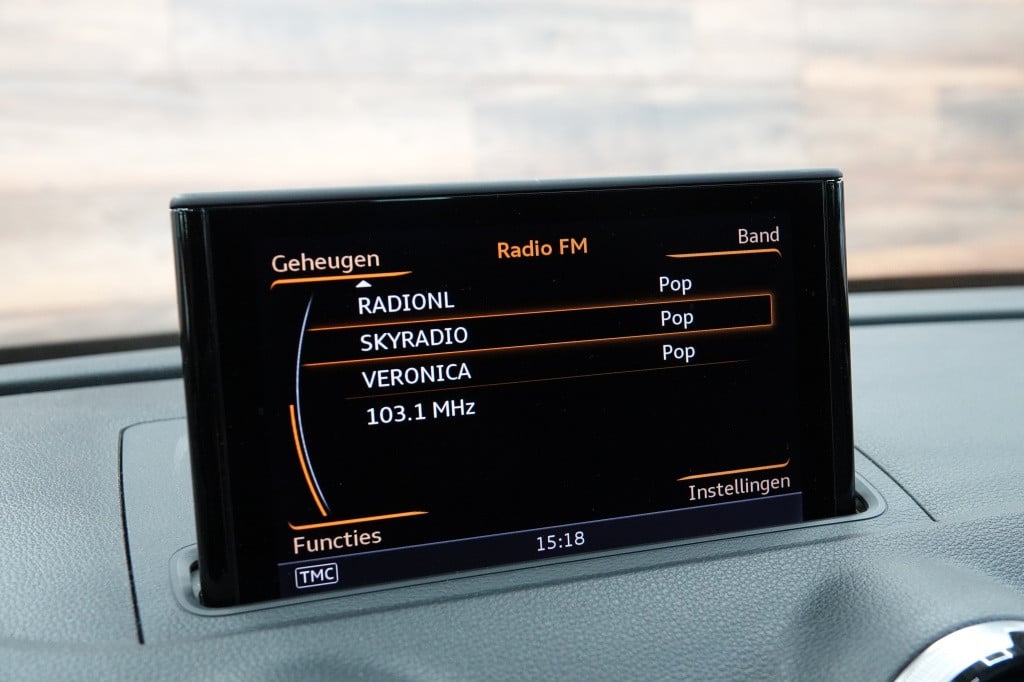 Geheugen
Radio FM
Band
RADIONL Pop
SKYRADIO Pop
VERONICA Pop
103.1 MHz
Instellingen
Functies
15:18
TMC